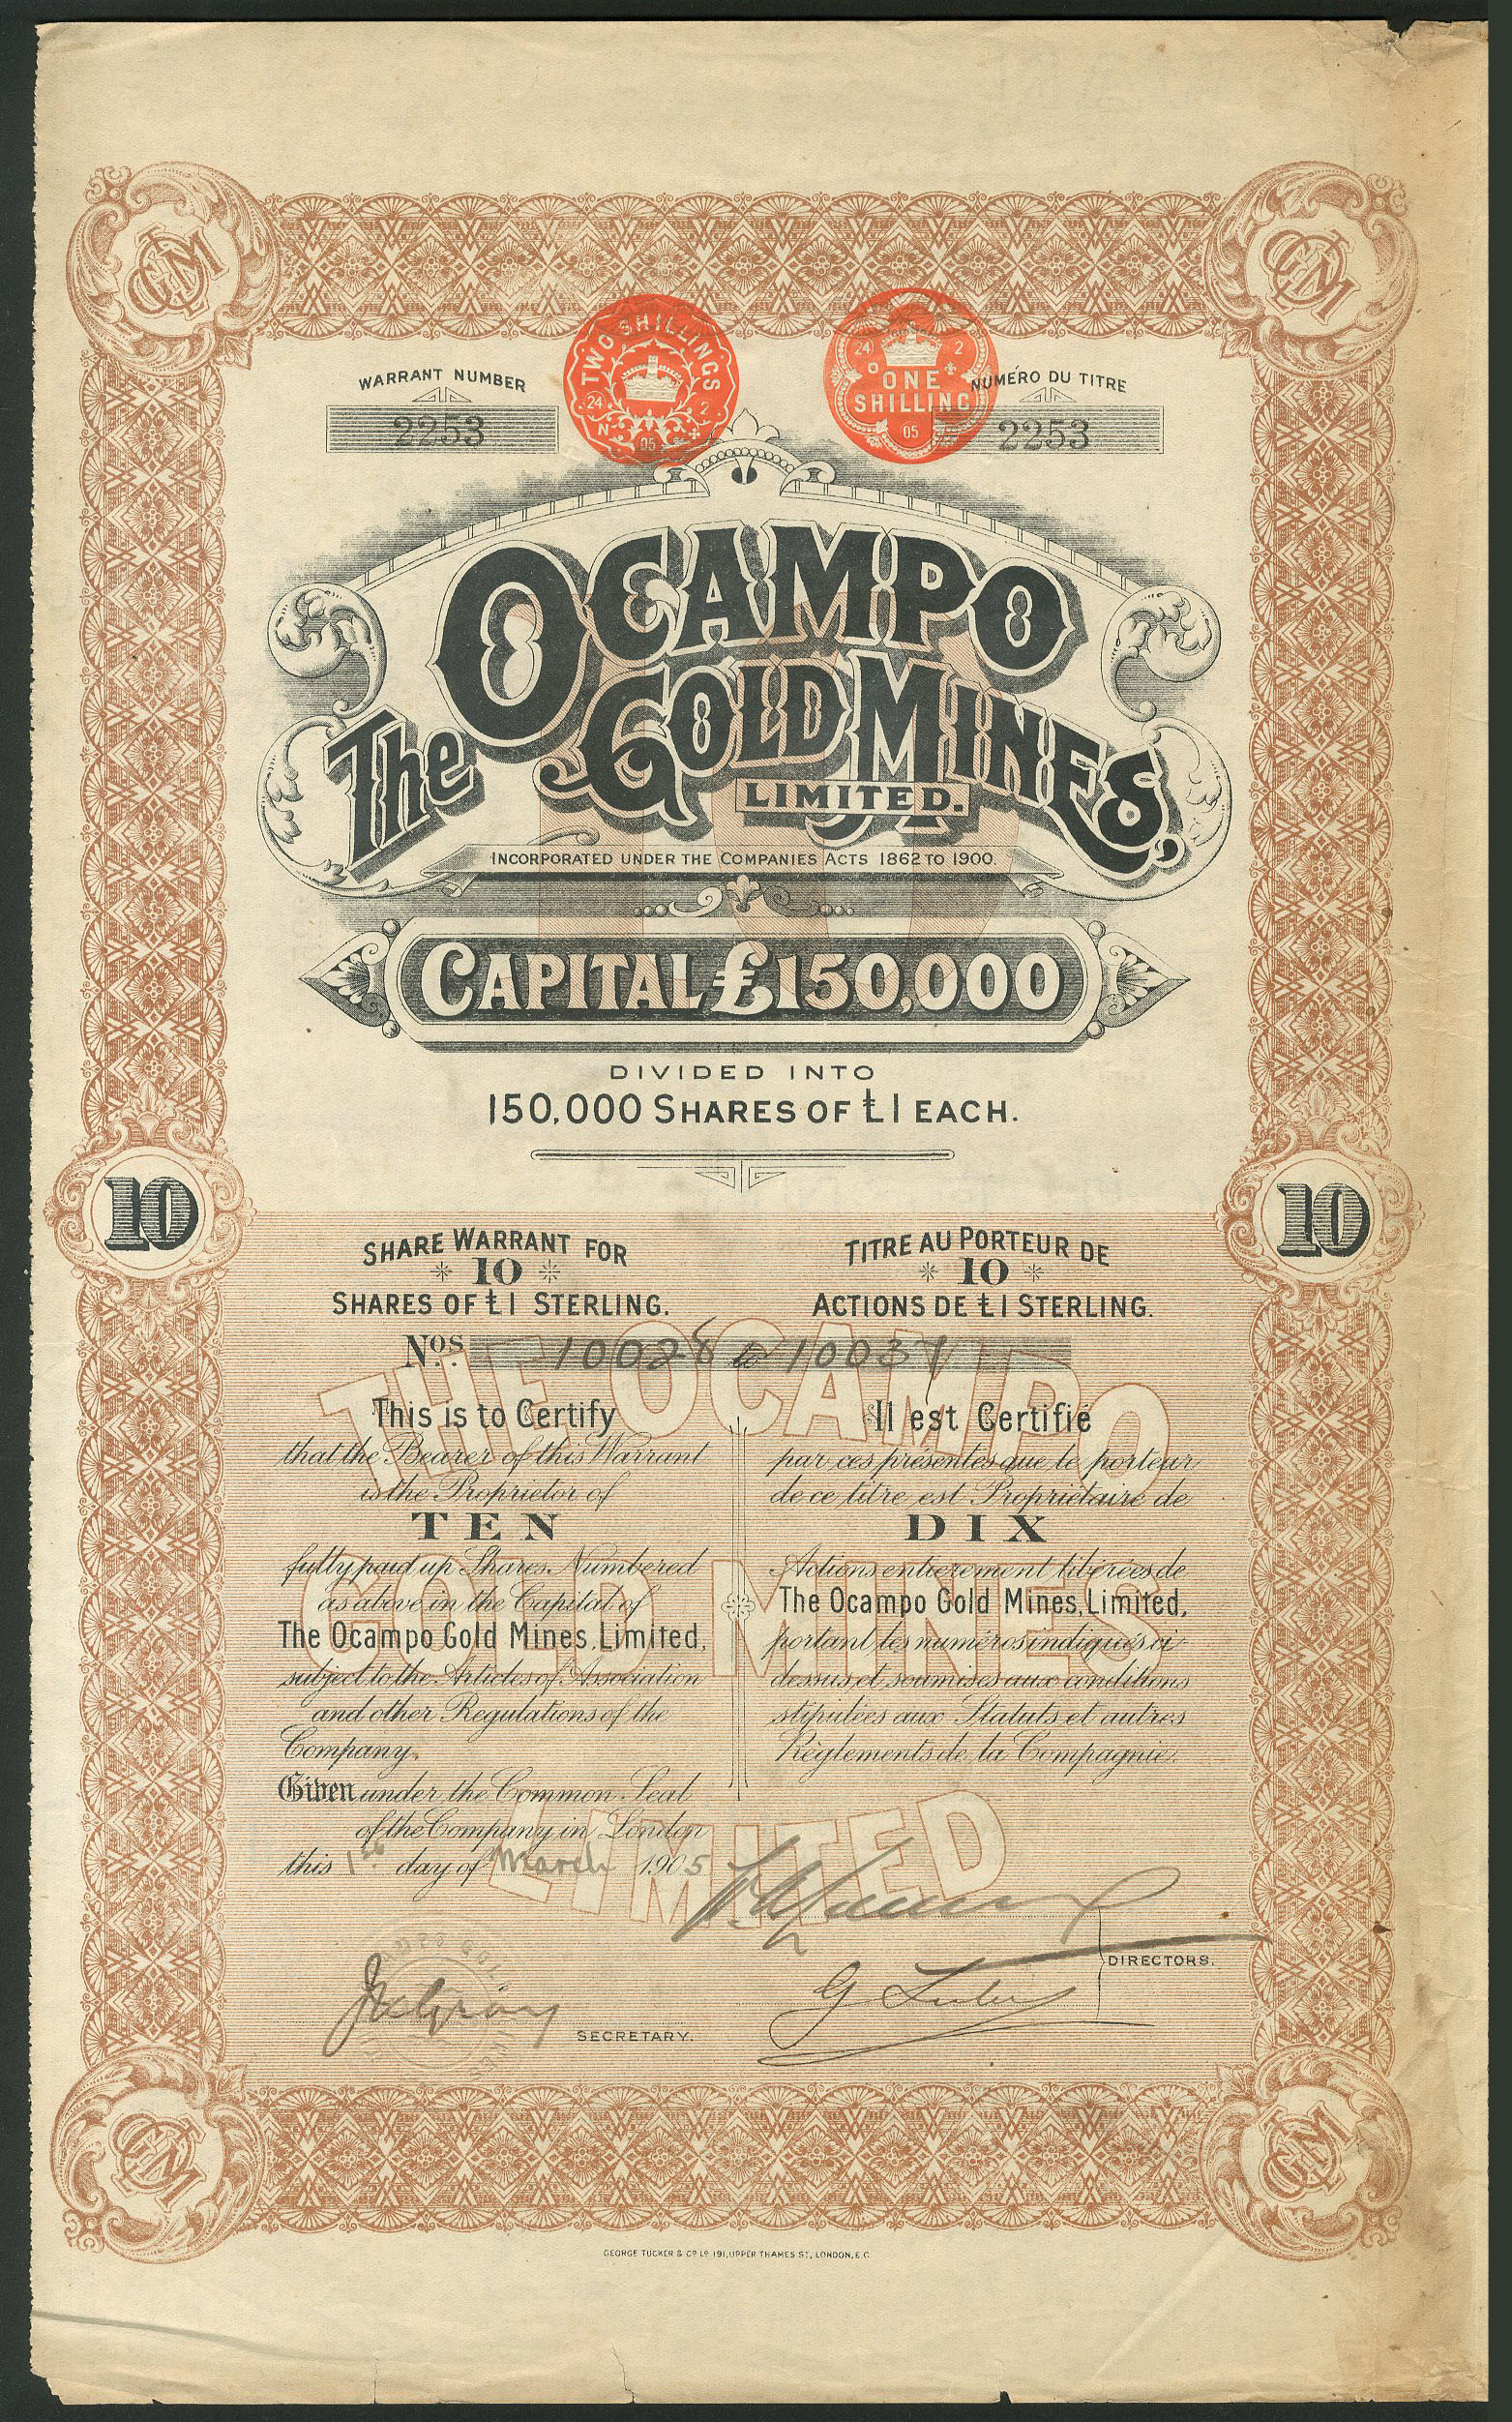 WARRANT NUMBER
2253
TWO SHILLINGS
24 2
N 05
24 2
ONE
SHILLING
05
NUMÉRO DU TITRE
2253
The OCAMPO
GOLD MINES,
LIMITED.
INCORPORATED UNDER THE COMPANIES ACTS 1862 TO 1900.
CAPITAL £150,000
DIVIDED INTO
150,000 SHARES OF £1 EACH.
10
10
SHARE WARRANT FOR
* 10 *
SHARES OF £1 STERLING.
TITRE AU PORTEUR DE
* 10 *
ACTIONS DE £1 STERLING.
Nos. 10028 to 10037
THE OCAMPO
GOLD MINES
LIMITED
This is to Certify
that the Bearer of this Warrant
is the Proprietor of
TEN
fully paid up Shares Numbered
as above in the Capital of
The Ocampo Gold Mines, Limited,
subject to the Articles of Association
and other Regulations of the
Company.
Given under the Common Seal
of the Company in London
this 1st day of March 1905
Il est Certifié
par ces présentes que le porteur
de ce titre est Propriétaire de
DIX
Actions entierement libérées de
The Ocampo Gold Mines, Limited,
portant les numéros indiqués ci-
dessus, et soumises aux conditions
stipulées aux Statuts et autres
Règlements de la Compagnie.
DIRECTORS.
SECRETARY.
GEORGE TUCKER & CO LD 191, UPPER THAMES ST, LONDON, E.C.